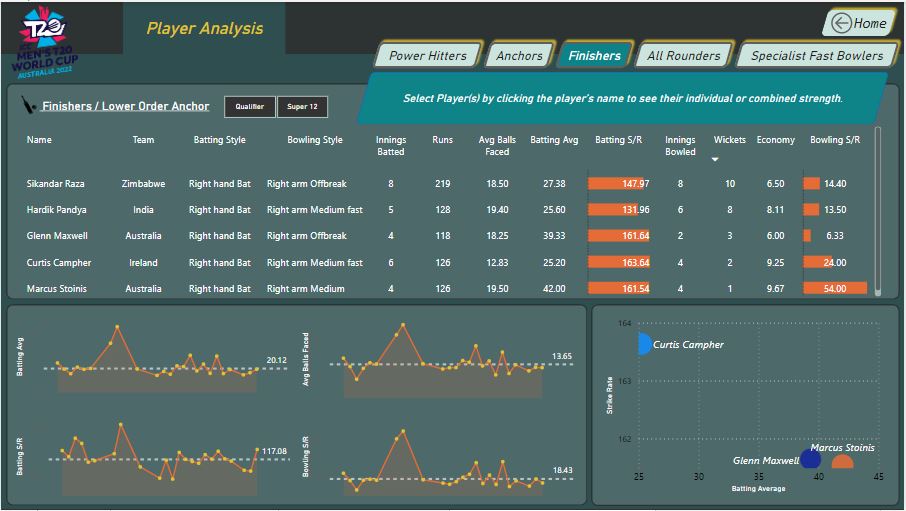 T20
ICC
MEN'S T20
WORLD CUP
AUSTRALIA 2022
Player Analysis
Home
Power Hitters
Anchors
Finishers
All Rounders
Specialist Fast Bowlers
Select Player(s) by clicking the player's name to see their individual or combined strength.
Finishers / Lower Order Anchor
Qualifier
Super 12
Name Team Batting Style Bowling Style Innings Batted Runs Avg Balls Faced Batting Avg Batting S/R Innings Bowled Wickets Economy Bowling S/R
Sikandar Raza Zimbabwe Right hand Bat Right arm Offbreak 8 219 18.50 27.38 147.97 8 10 6.50 14.40
Hardik Pandya India Right hand Bat Right arm Medium fast 5 128 19.40 25.60 131.96 6 8 8.11 13.50
Glenn Maxwell Australia Right hand Bat Right arm Offbreak 4 118 18.25 39.33 161.64 2 3 6.00 6.33
Curtis Campher Ireland Right hand Bat Right arm Medium fast 6 126 12.83 25.20 163.64 4 2 9.25 24.00
Marcus Stoinis Australia Right hand Bat Right arm Medium 4 126 19.50 42.00 161.54 4 1 9.67 54.00
Batting Avg
20.12
Avg Balls Faced
13.65
Batting S/R
117.08
Bowling S/R
18.43
Strike Rate
164
163
162
Curtis Campher
Marcus Stoinis
Glenn Maxwell
25 30 35 40 45
Batting Average